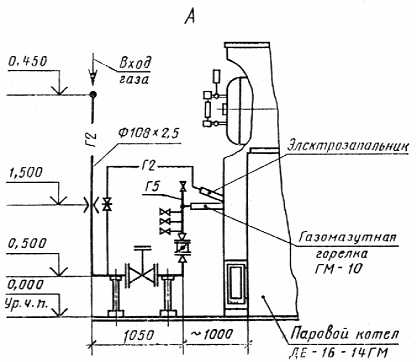 А
0.450
Вход
газа
Г2
Ф108×2,5
Г2
Электрозапальник
1,500
Г5
Газомазутная
горелка
ГМ-10
0,500
0,000
Ур.ч.п.
1050
~1000
Паровой котел
ДЕ-16-14ГМ